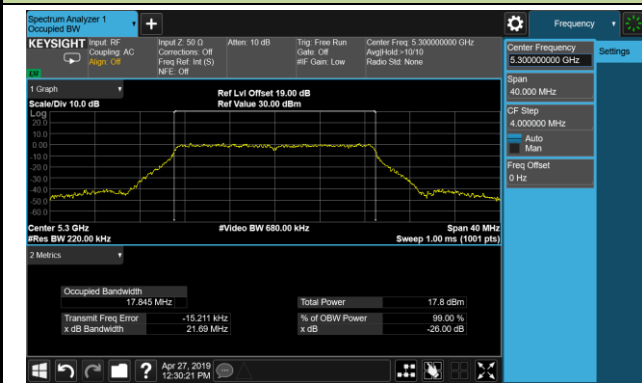 Spectrum Analyzer 1
Occupied BW
Frequency
KEYSIGHT
Input: RF
Coupling: AC
Align: Off
Input Z: 50 Ω
Corrections: Off
Freq Ref: Int (S)
NFE: Off
Atten: 10 dB
Trig: Free Run
Gate: Off
#IF Gain: Low
Center Freq: 5.300000000 GHz
Avg|Hold:>10/10
Radio Std: None
Center Frequency
5.300000000 GHz
Settings
Span
40.000 MHz
CF Step
4.000000 MHz
Auto
Man
Freq Offset
0 Hz
1 Graph
Scale/Div 10.0 dB
Ref Lvl Offset 19.00 dB
Ref Value 30.00 dBm
Log
20.0
10.0
0.00
-10.0
-20.0
-30.0
-40.0
-50.0
-60.0
Center 5.3 GHz
#Video BW 680.00 kHz
Span 40 MHz
#Res BW 220.00 kHz
Sweep 1.00 ms (1001 pts)
2 Metrics
Occupied Bandwidth
17.845 MHz
Total Power
17.8 dBm
Transmit Freq Error
-15.211 kHz
% of OBW Power
99.00 %
x dB Bandwidth
21.69 MHz
x dB
-26.00 dB
?
Apr 27, 2019
12:30:21 PM